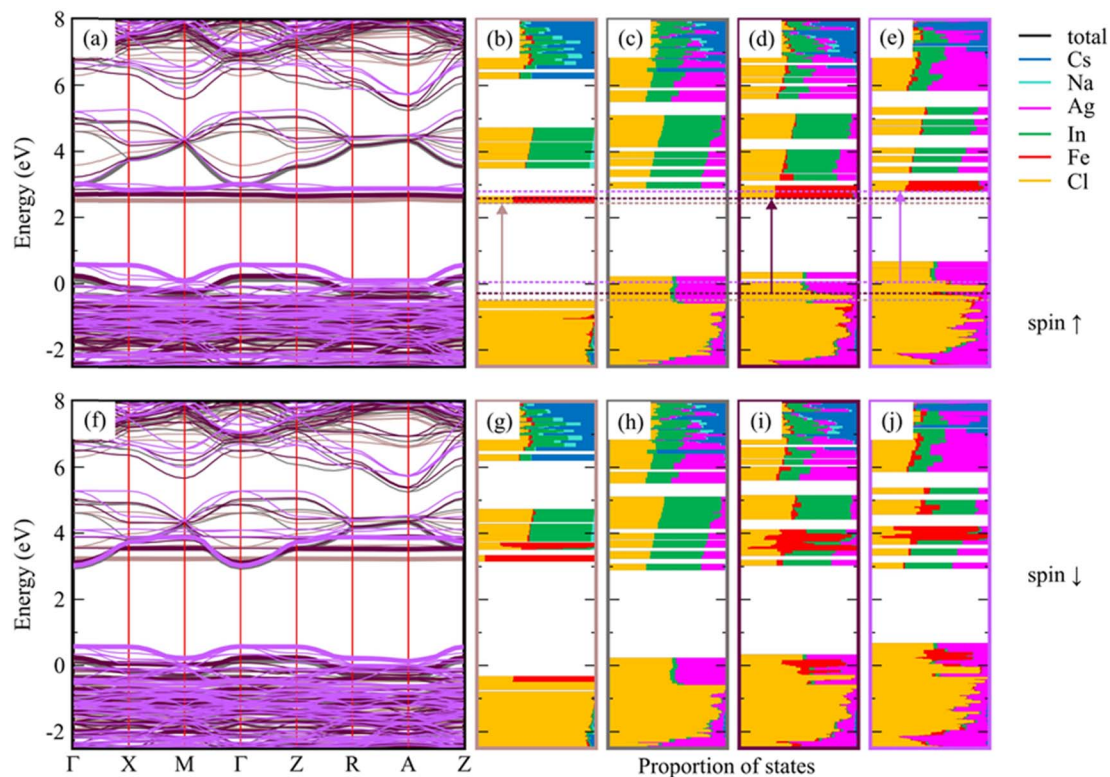 (a)
(b)
(c)
(d)
(e)
8
6
4
2
0
-2
Energy (eV)
total
Cs
Na
Ag
In
Fe
Cl
spin ↑
(f)
(g)
(h)
(i)
(j)
8
6
4
2
0
-2
Energy (eV)
spin ↓
Γ X M Γ Z R A Z
Proportion of states